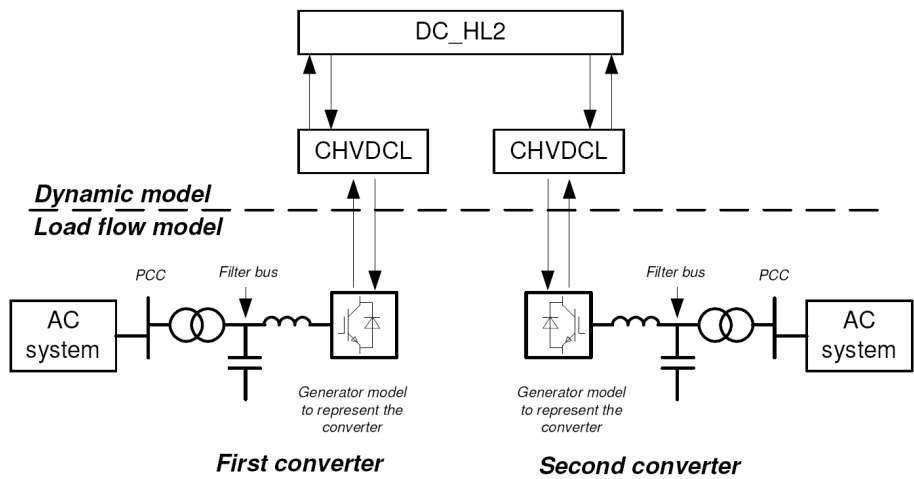 DC_HL2
CHVDCL
CHVDCL
Dynamic model
Load flow model
PCC
Filter bus
Filter bus
PCC
AC
system
AC
system
Generator model
to represent the
converter
Generator model
to represent the
converter
First converter
Second converter